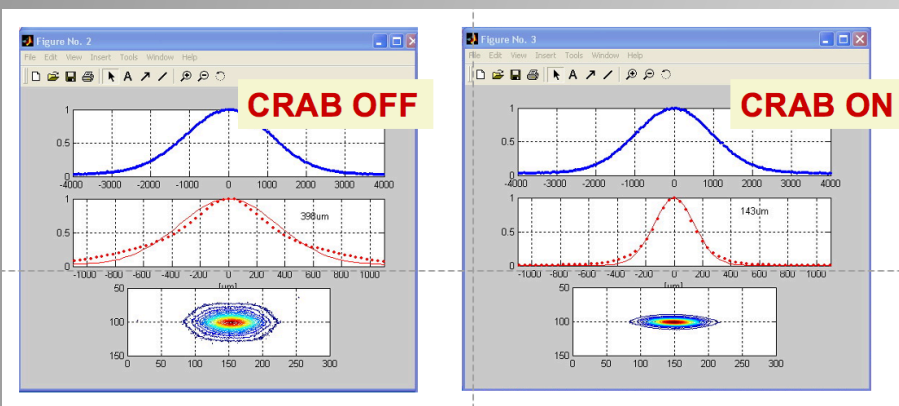 Figure No. 2
File Edit View Insert Tools Window Help
CRAB OFF
1
0.5
0
-4000 -3000 -2000 -1000 0 1000 2000 3000 4000
1
398um
0.5
0
-1000 -800 -600 -400 -200 0 200 400 600 800 1000
[um]
50
100
150
0 50 100 150 200 250 300
Figure No. 3
File Edit View Insert Tools Window Help
CRAB ON
1
0.5
0
-4000 -3000 -2000 -1000 0 1000 2000 3000 4000
1
143um
0.5
0
-1000 -800 -600 -400 -200 0 200 400 600 800 1000
[um]
50
100
150
0 50 100 150 200 250 300